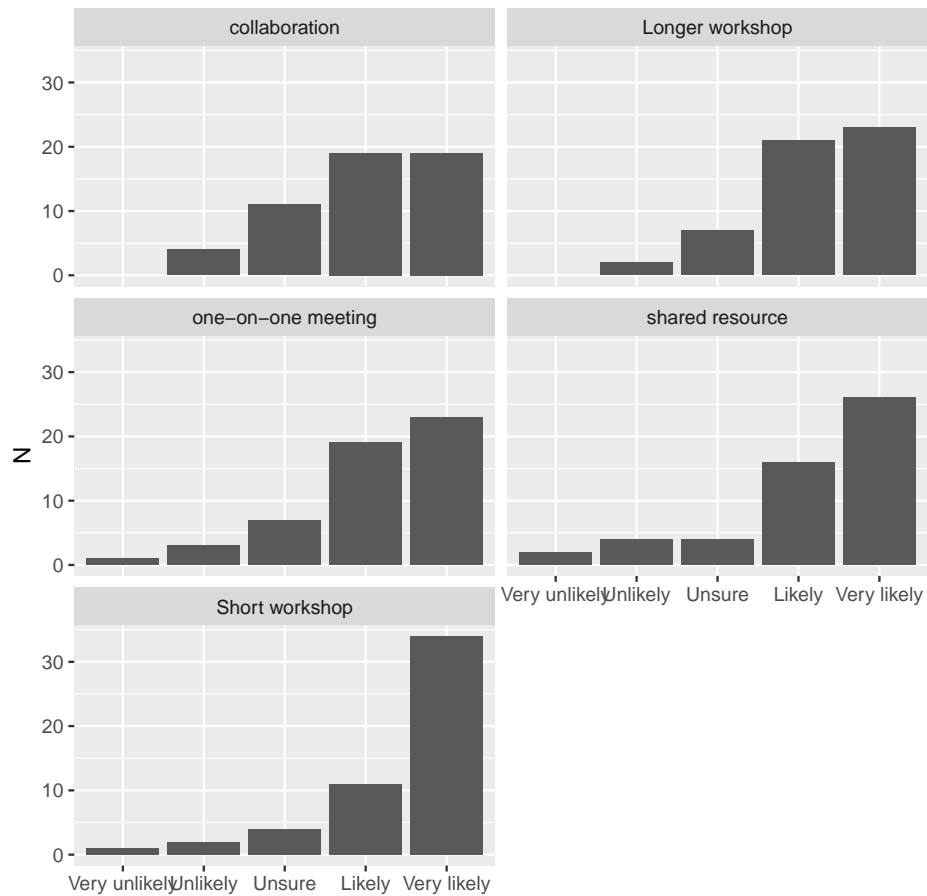 collaboration
Longer workshop
30
20
10
0
one−on−one meeting
shared resource
30
20
10
0
N
Very unlikely Unlikely Unsure Likely Very likely
Short workshop
30
20
10
0
Very unlikely Unlikely Unsure Likely Very likely